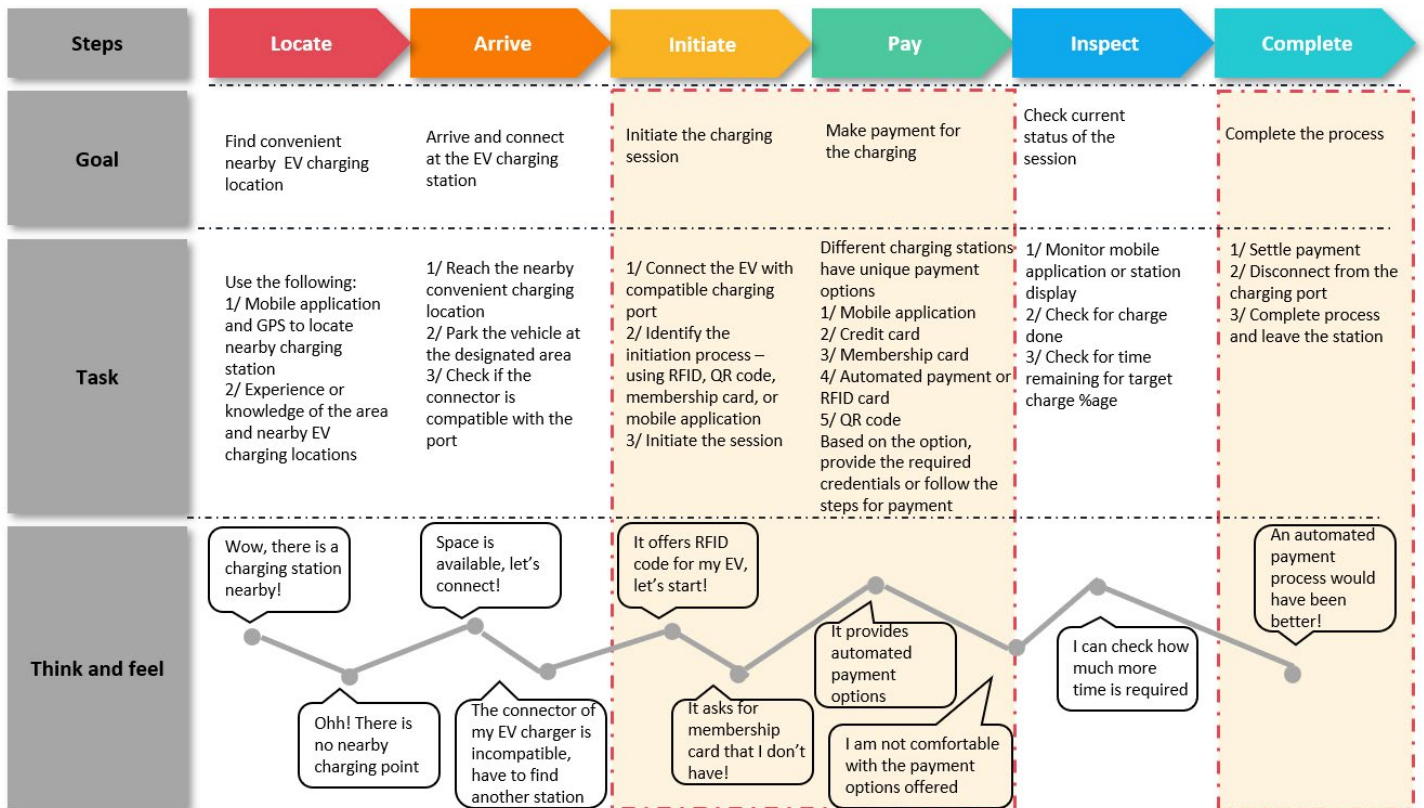 Steps
Locate
Arrive
Initiate
Pay
Inspect
Complete
Goal
Find convenient
nearby  EV charging
location
Arrive and connect
at the EV charging
station
Initiate the charging
session
Make payment for
the charging
Check current
status of the
session
Complete the process
Task
Use the following:
1/ Mobile application
and GPS to locate
nearby charging
station
2/ Experience or
knowledge of the area
and nearby EV
charging locations
1/ Reach the nearby
convenient charging
location
2/ Park the vehicle at
the designated area
3/ Check if the
connector is
compatible with the
port
1/ Connect the EV with
compatible charging
port
2/ Identify the
initiation process –
using RFID, QR code,
membership card, or
mobile application
3/ Initiate the session
Different charging stations
have unique payment
options
1/ Mobile application
2/ Credit card
3/ Membership card
4/ Automated payment or
RFID card
5/ QR code
Based on the option,
provide the required
credentials or follow the
steps for payment
1/ Monitor mobile
application or station
display
2/ Check for charge
done
3/ Check for time
remaining for target
charge %age
1/ Settle payment
2/ Disconnect from the
charging port
3/ Complete process
and leave the station
Think and feel
Wow, there is a
charging station
nearby!
Ohh! There is
no nearby
charging point
Space is
available, let's
connect!
The connector of
my EV charger is
incompatible,
have to find
another station
It offers RFID
code for my EV,
let's start!
It asks for
membership
card that I don't
have!
It provides
automated
payment
options
I am not comfortable
with the payment
options offered
I can check how
much more
time is required
An automated
payment
process would
have been
better!